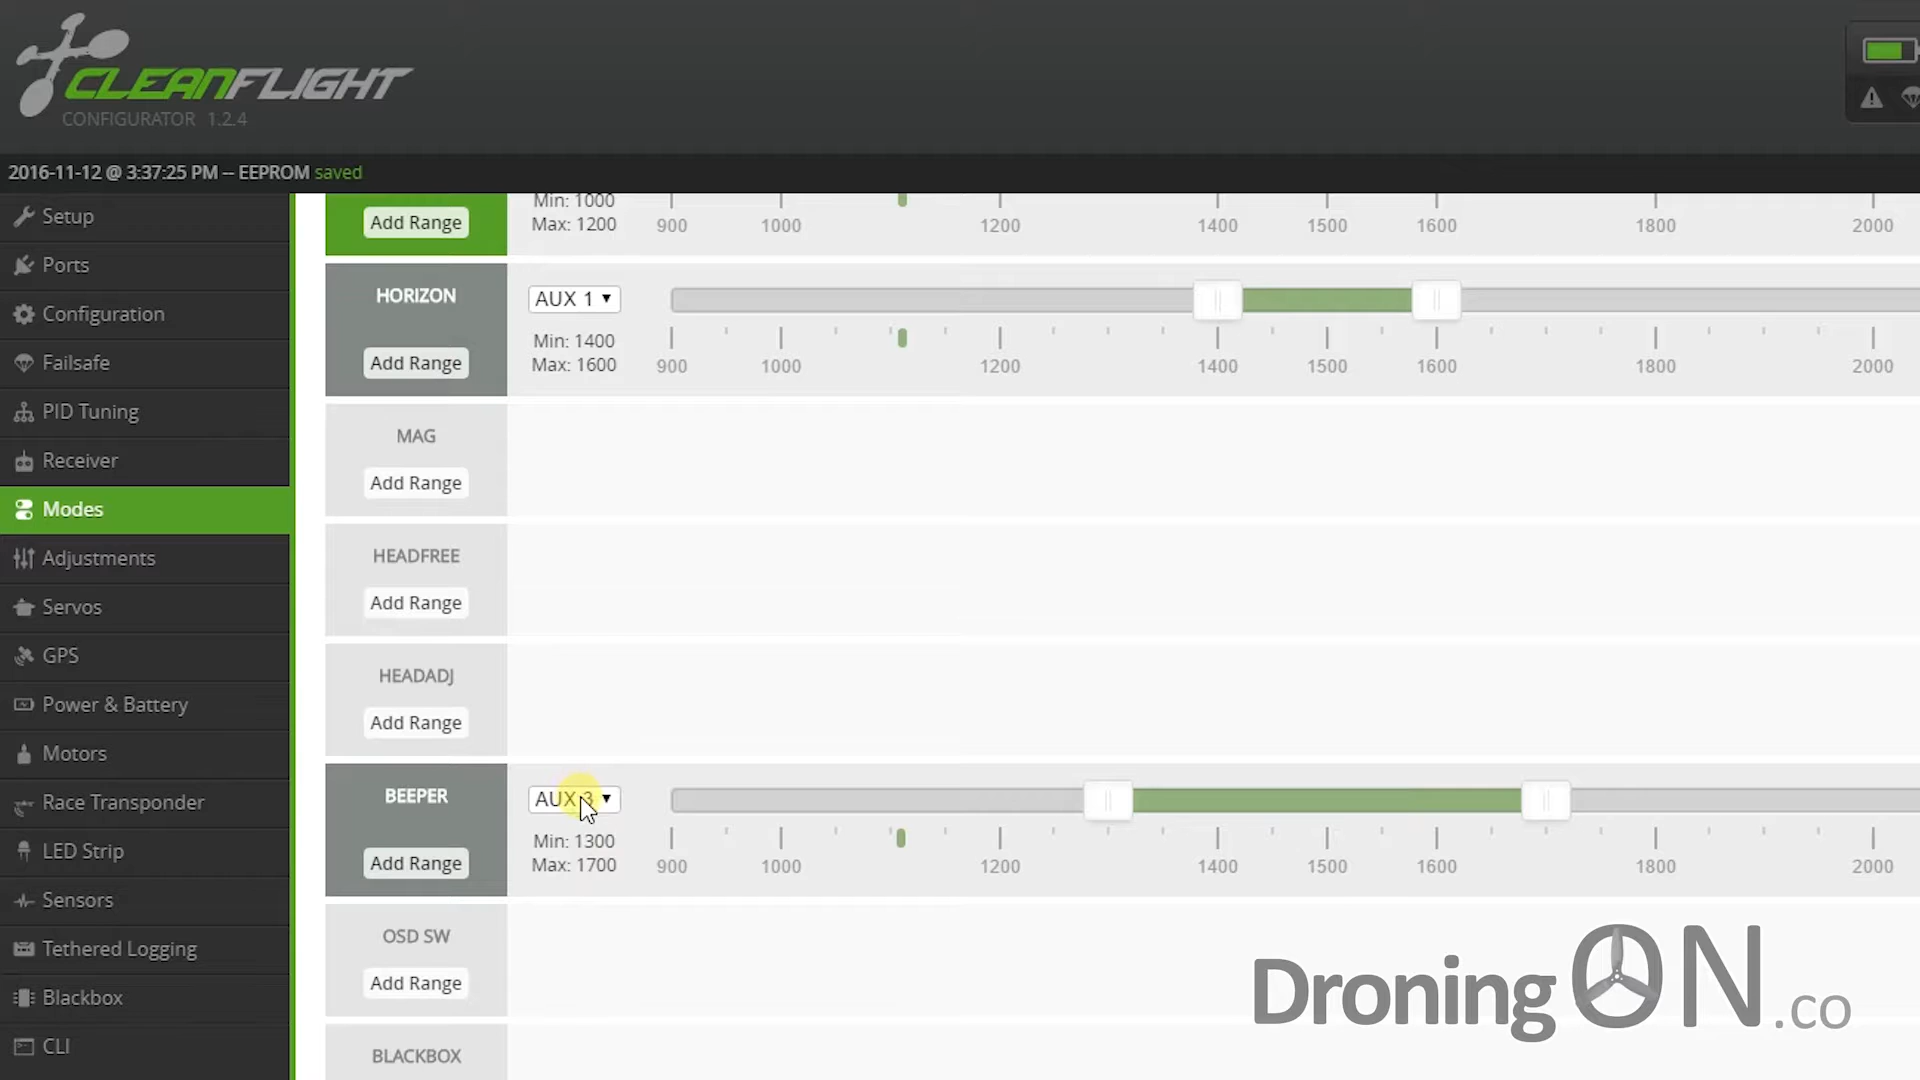 CLEANFLIGHT
CONFIGURATOR 1.2.4
2016-11-12 @ 3:37:25 PM -- EEPROM saved
Setup
Ports
Configuration
Failsafe
PID Tuning
Receiver
Modes
Adjustments
Servos
GPS
Power & Battery
Motors
Race Transponder
LED Strip
Sensors
Tethered Logging
Blackbox
CLI
Add Range
Min: 1000
Max: 1200
900 1000 1200 1400 1500 1600 1800 2000
HORIZON
Add Range
AUX 1
Min: 1400
Max: 1600
900 1000 1200 1400 1500 1600 1800 2000
MAG
Add Range
HEADFREE
Add Range
HEADADJ
Add Range
BEEPER
Add Range
AUX 3
Min: 1300
Max: 1700
900 1000 1200 1400 1500 1600 1800 2000
OSD SW
Add Range
BLACKBOX
DroningON.co